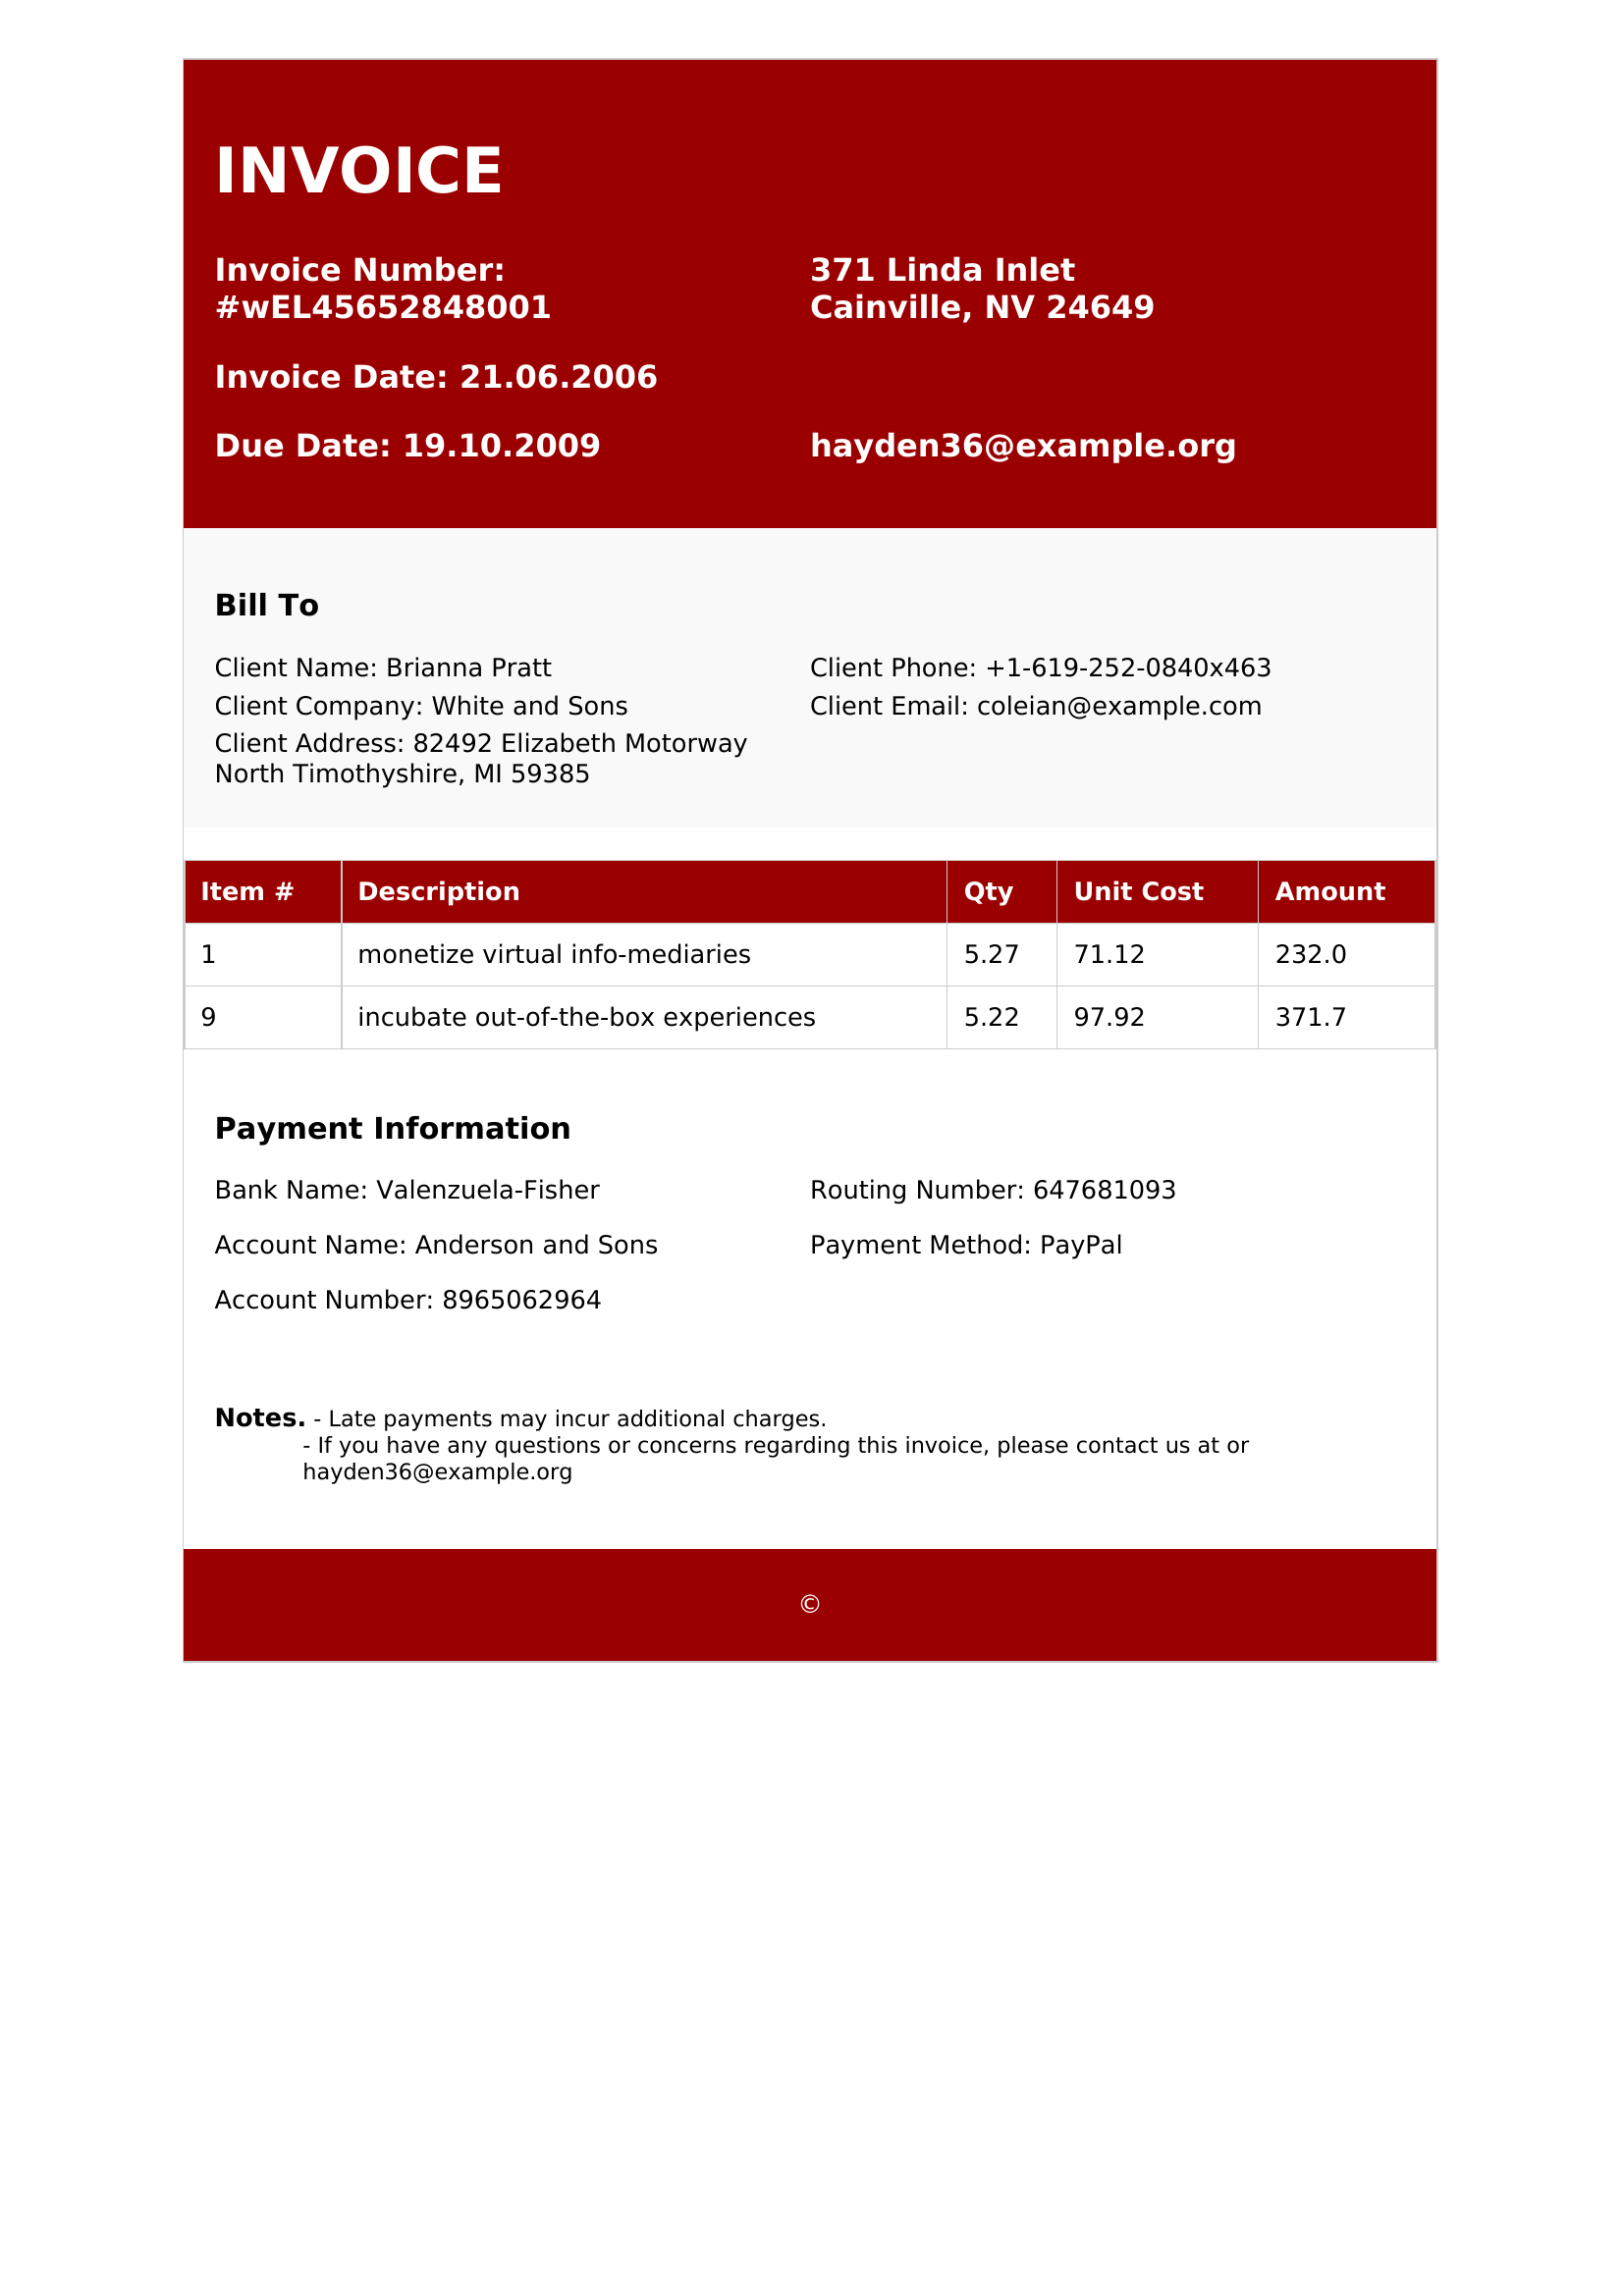 INVOICE
Invoice Number:
#wEL45652848001
371 Linda Inlet
Cainville, NV 24649
Invoice Date: 21.06.2006
Due Date: 19.10.2009
hayden36@example.org
Bill To
Client Name: Brianna Pratt
Client Phone: +1-619-252-0840x463
Client Company: White and Sons
Client Email: coleian@example.com
Client Address: 82492 Elizabeth Motorway
North Timothyshire, MI 59385
Item # Description Qty Unit Cost Amount
1 monetize virtual info-mediaries 5.27 71.12 232.0
9 incubate out-of-the-box experiences 5.22 97.92 371.7
Payment Information
Bank Name: Valenzuela-Fisher
Routing Number: 647681093
Account Name: Anderson and Sons
Payment Method: PayPal
Account Number: 8965062964
Notes. - Late payments may incur additional charges.
- If you have any questions or concerns regarding this invoice, please contact us at or
hayden36@example.org
©